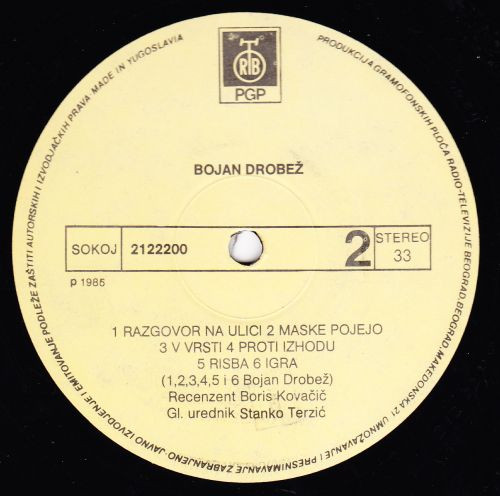 RTB
PGP
PRODUKCIJA GRAMOFONSKIH PLOČA RADIO-TELEVIZIJE BEOGRAD, BEOGRAD, MAKEDONSKA 21 UMNOŽAVANJE I PRESNIMAVANJE ZABRANJENO-JAVNO IZVODJENJE I EMITOVANJE PODLEŽE ZAŠTITI AUTORSKIH I IZVODJAČKIH PRAVA. MADE IN YUGOSLAVIA
BOJAN DROBEŽ
SOKOJ 2122200 2 STEREO 33
p 1985
1 RAZGOVOR NA ULICI 2 MASKE POJEJO
3 V VRSTI 4 PROTI IZHODU
5 RISBA 6 IGRA
(1,2,3,4,5 i 6 Bojan Drobež)
Recenzent Boris Kovačič
Gl. urednik Stanko Terzić